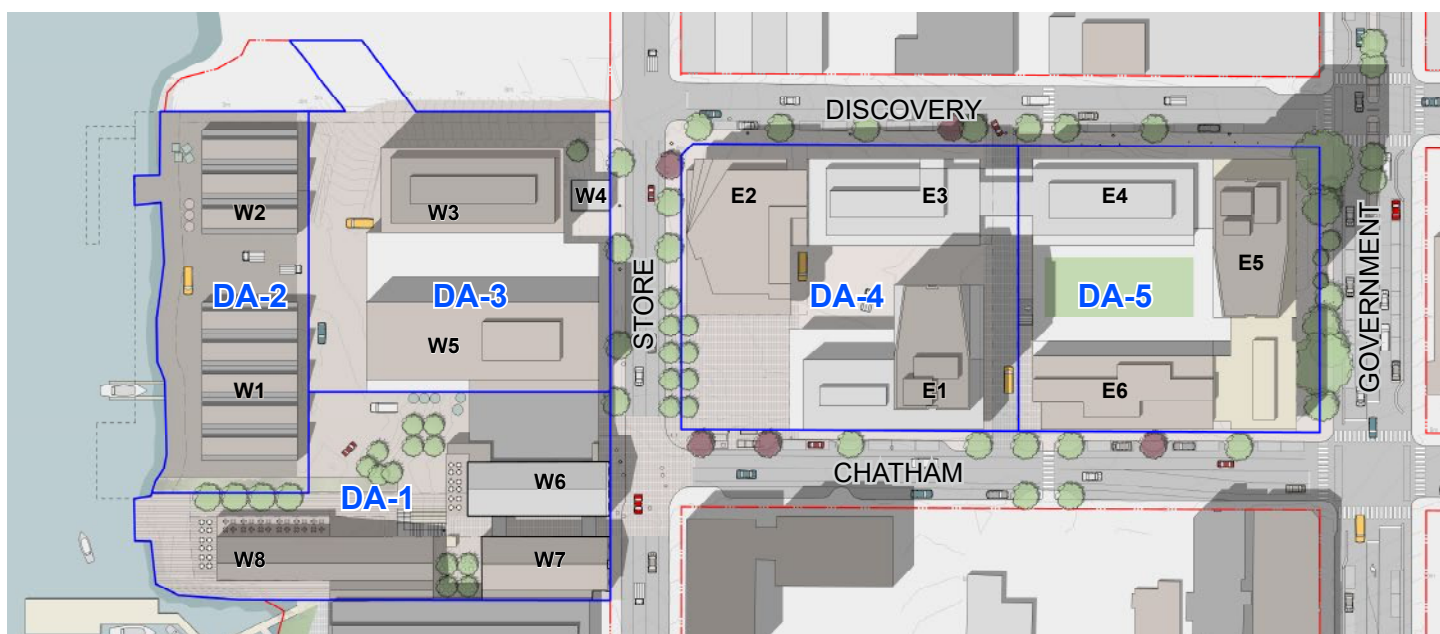 DISCOVERY
W2
W3
W4
E2
E3
E4
E5
DA-2
DA-3
STORE
DA-4
DA-5
GOVERNMENT
W5
W1
E1
E6
CHATHAM
W6
DA-1
W8
W7